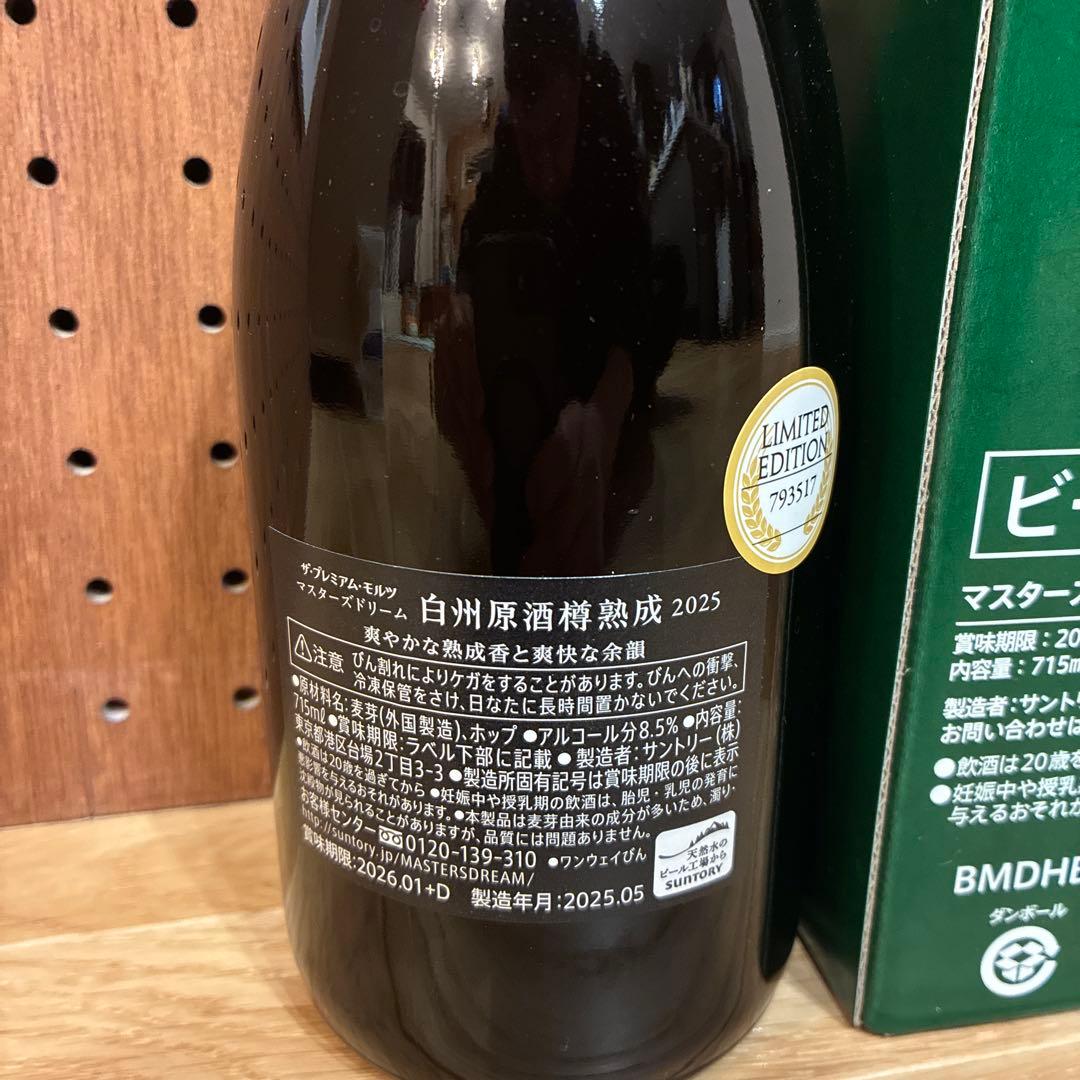 LIMITED
EDITION
793517
ザ・プレミアム・モルツ
マスターズドリーム 白州原酒樽熟成 2025
爽やかな熟成香と爽快な余韻
注意 びん割れによりケガをすることがあります。びんへの衝撃、
冷凍保管をさけ、日なたに長時間置かないでください。
●原材料名:麦芽(外国製造)、ホップ ●アルコール分8.5% ●内容量:
715ml ●賞味期限:ラベル下部に記載 ● 製造者:サントリー(株)
東京都港区台場2丁目3-3 ●製造所固有記号は賞味期限の後に表示
●飲酒は20歳を過ぎてから ●妊娠中や授乳期の飲酒は、胎児・乳児の発育に
悪影響を与えるおそれがあります。●本製品は麦芽由来の成分が多いため、濁り・
沈殿物が見られることがありますが、品質には問題ありません。
お客様センター 0120-139-310 ●ワンウェイびん
http://suntory.jp/MASTERSDREAM/
賞味期限:2026.01+D 製造年月:2025.05
天然水の
ビール工場から
SUNTORY
ビー
マスターズ
賞味期限:20
内容量:715m
製造者:サント
お問い合わせは
●飲酒は20歳を
●妊娠中や授乳
与えるおそれか
BMDHE
ダンボール